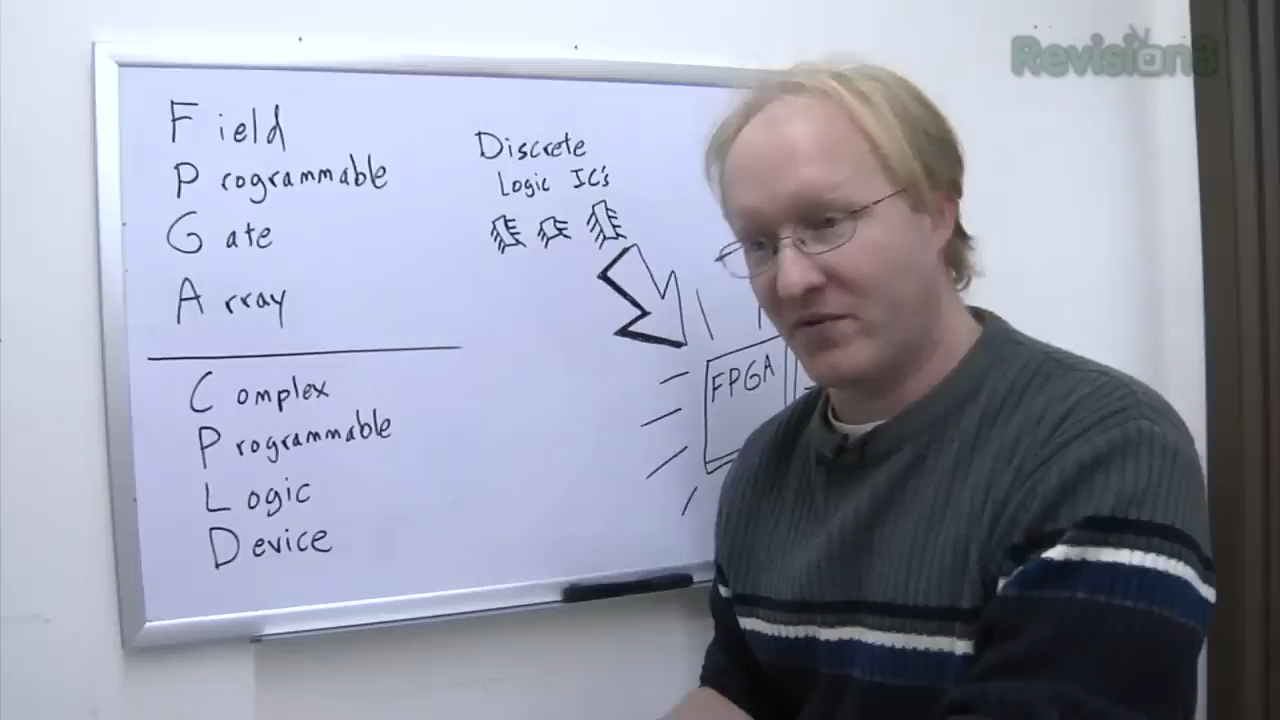 Field
Programmable
Gate
Array
Complex
Programmable
Logic
Device
Discrete
Logic IC's
FPGA
Revision3